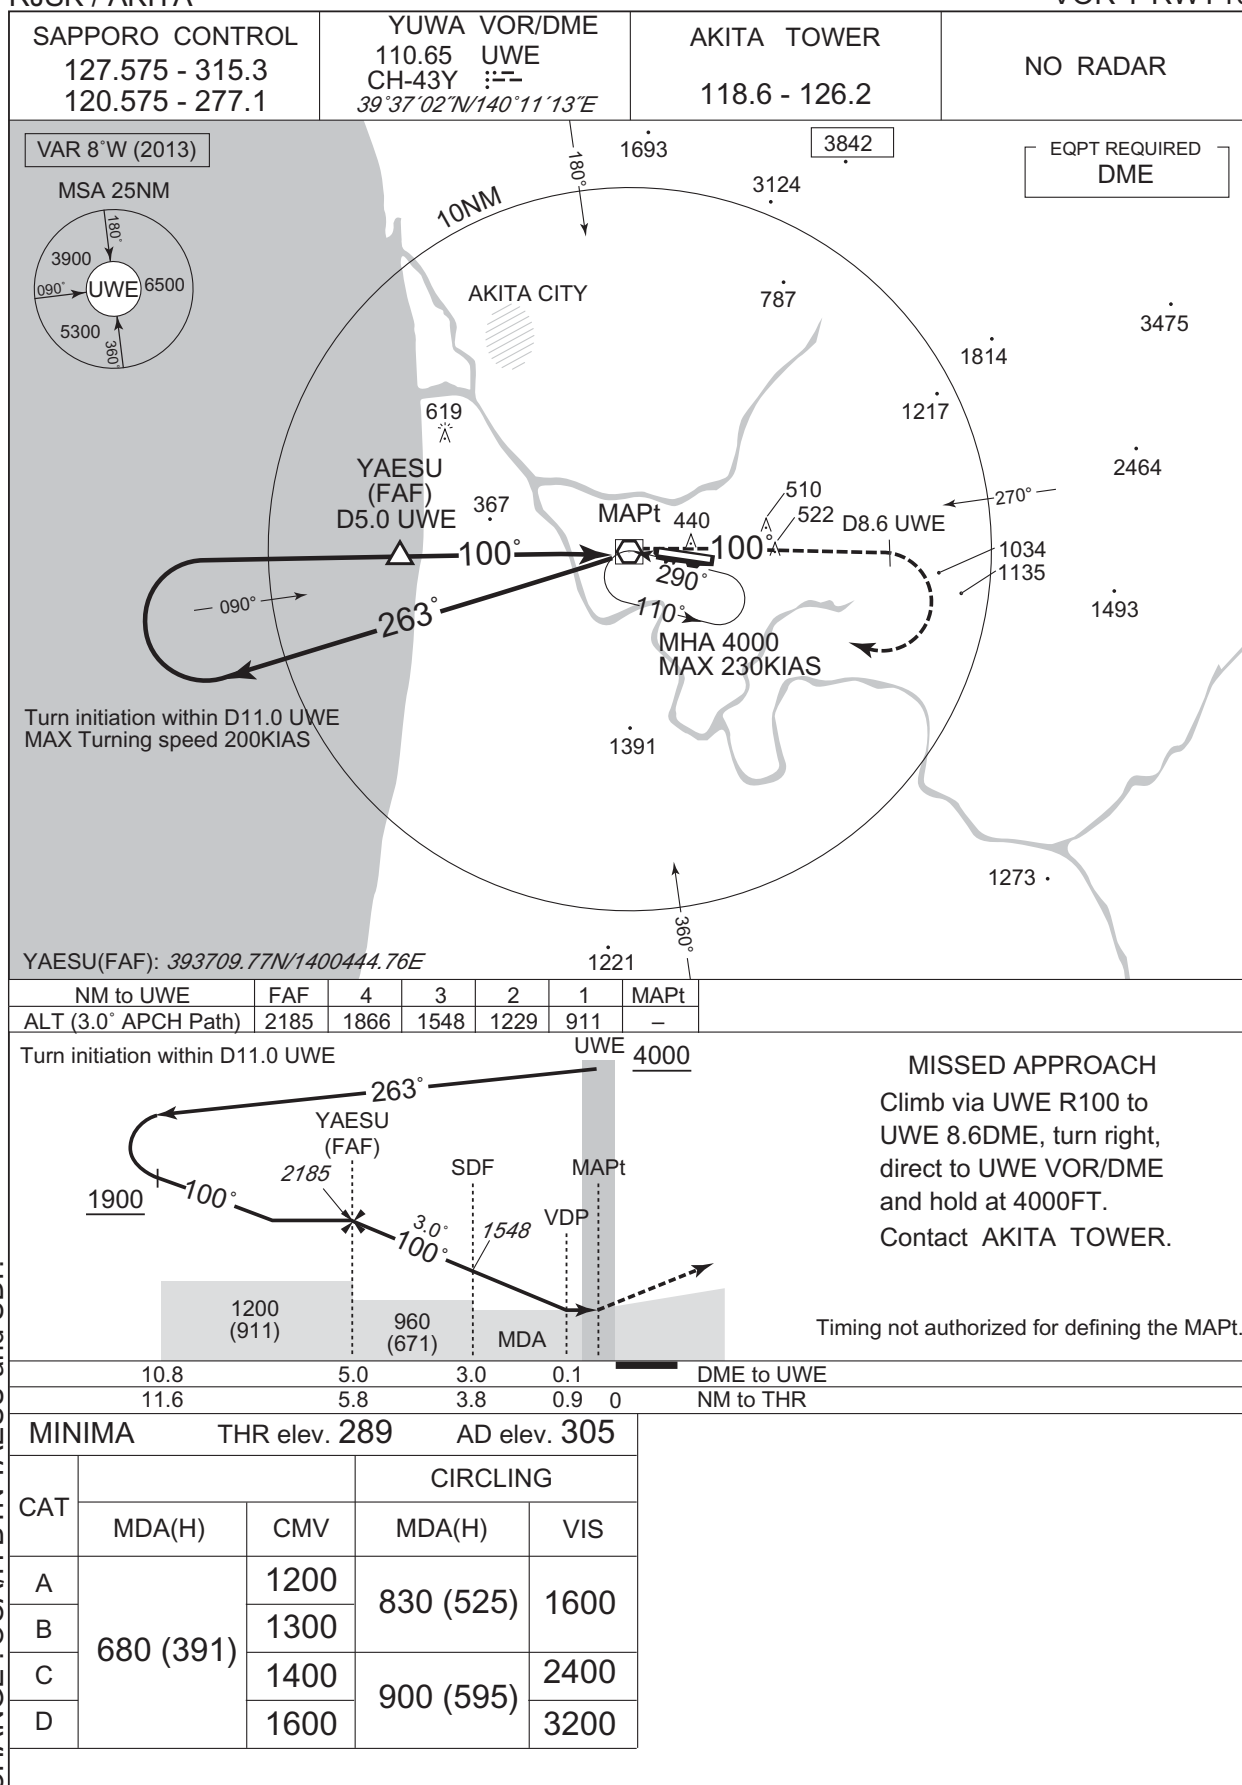 RJSK / AKITA
SAPPORO CONTROL
127.575 - 315.3
120.575 - 277.1
YUWA VOR/DME
110.65 UWE
CH-43Y
39°37´02˝N/140°11´13˝E
AKITA TOWER
118.6 - 126.2
NO RADAR
VAR 8°W (2013)
EQPT REQUIRED
DME
MSA 25NM
180°
3900
090°
UWE
6500
5300
360°
180°
1693
3842
3124
10NM
AKITA CITY
787
3475
1814
1217
2464
619
YAESU
(FAF)
D5.0 UWE
367
MAPt
440
510
522
D8.6 UWE
270°
100°
100°
1034
1135
1493
290°
110°
090°
263°
MHA 4000
MAX 230KIAS
Turn initiation within D11.0 UWE
MAX Turning speed 200KIAS
1391
1273
360°
1221
YAESU(FAF): 393709.77N/1400444.76E
NM to UWE FAF 4 3 2 1 MAPt
ALT (3.0° APCH Path) 2185 1866 1548 1229 911 –
Turn initiation within D11.0 UWE
UWE 4000
263°
YAESU
(FAF)
2185
SDF
MAPt
1900
100°
3.0°
100°
1548
VDP
1200
(911)
960
(671)
MDA
MISSED APPROACH
Climb via UWE R100 to
UWE 8.6DME, turn right,
direct to UWE VOR/DME
and hold at 4000FT.
Contact AKITA TOWER.
Timing not authorized for defining the MAPt.
10.8 5.0 3.0 0.1 DME to UWE
11.6 5.8 3.8 0.9 0 NM to THR
MINIMA THR elev. 289 AD elev. 305
CAT
CIRCLING
MDA(H) CMV MDA(H) VIS
A 1200 830 (525) 1600
B 680 (391) 1300
C 1400 900 (595) 2400
D 1600 3200